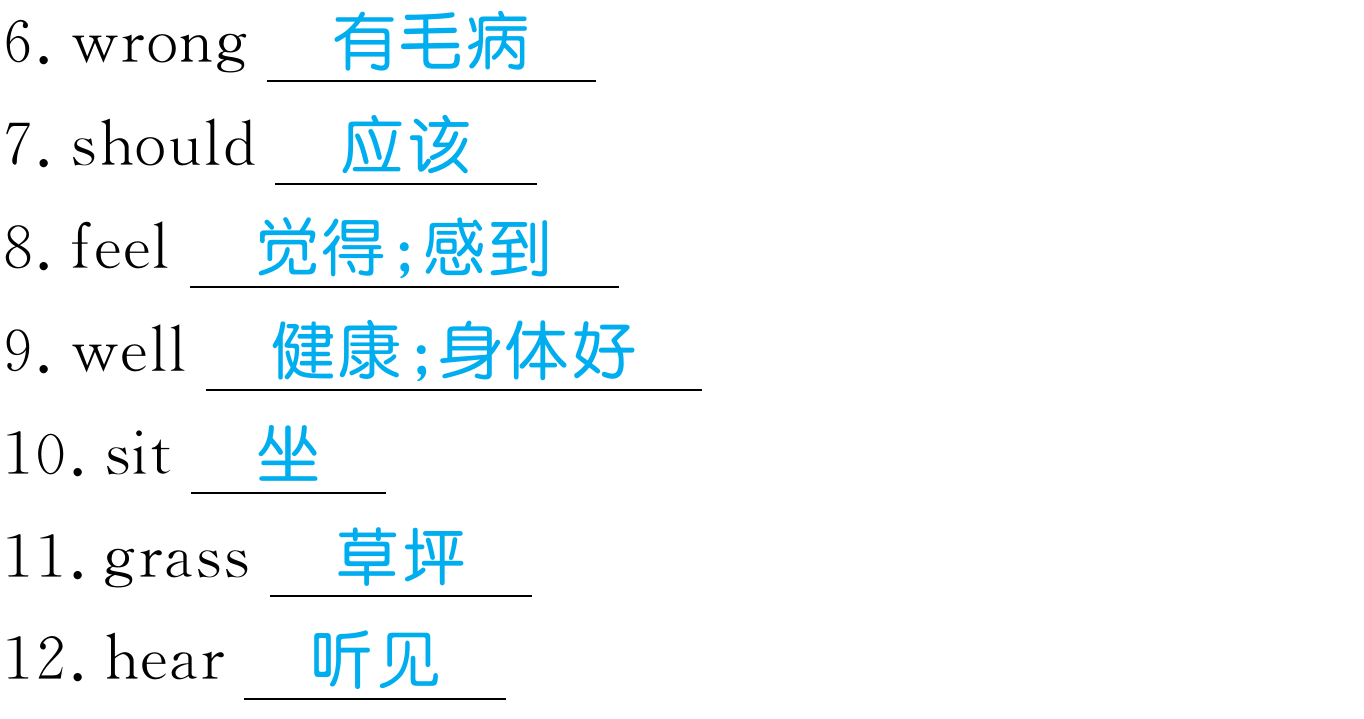 6. wrong 有毛病
7. should 应该
8. feel 觉得;感到
9. well 健康;身体好
10. sit 坐
11. grass 草坪
12. hear 听见